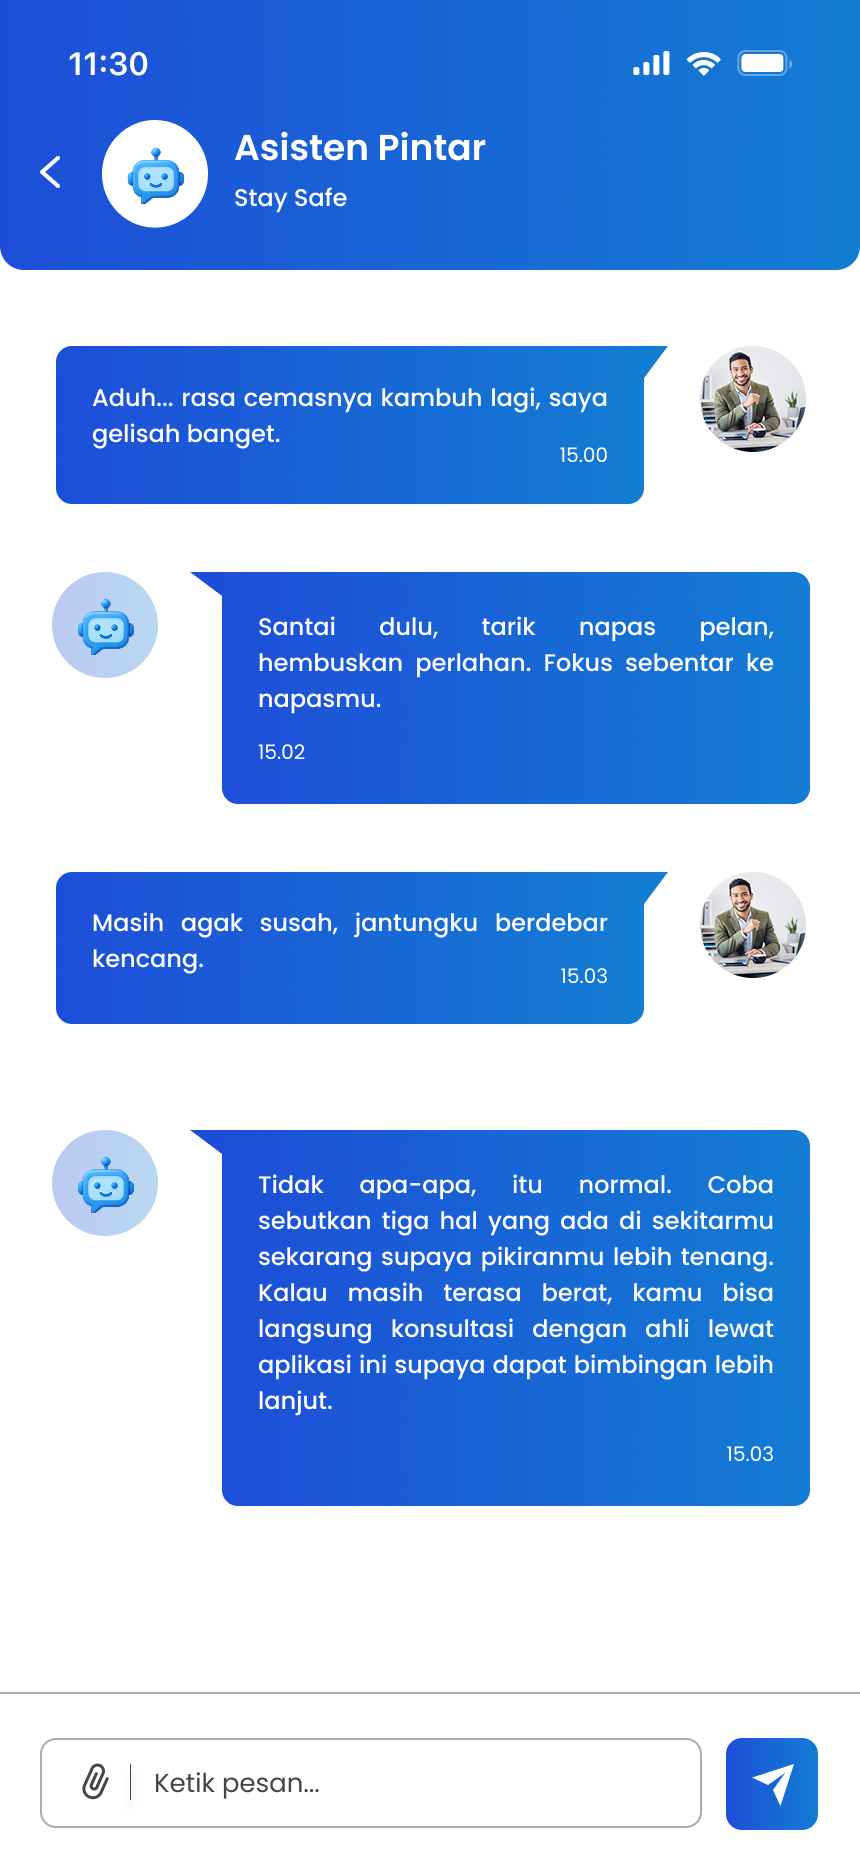 11:30
Asisten Pintar
Stay Safe
Aduh... rasa cemasnya kambuh lagi, saya
gelisah banget.
15.00
Santai dulu, tarik napas pelan,
hembuskan perlahan. Fokus sebentar ke
napasmu.
15.02
Masih agak susah, jantungku berdebar
kencang.
15.03
Tidak apa-apa, itu normal. Coba
sebutkan tiga hal yang ada di sekitarmu
sekarang supaya pikiranmu lebih tenang.
Kalau masih terasa berat, kamu bisa
langsung konsultasi dengan ahli lewat
aplikasi ini supaya dapat bimbingan lebih
lanjut.
15.03
Ketik pesan...